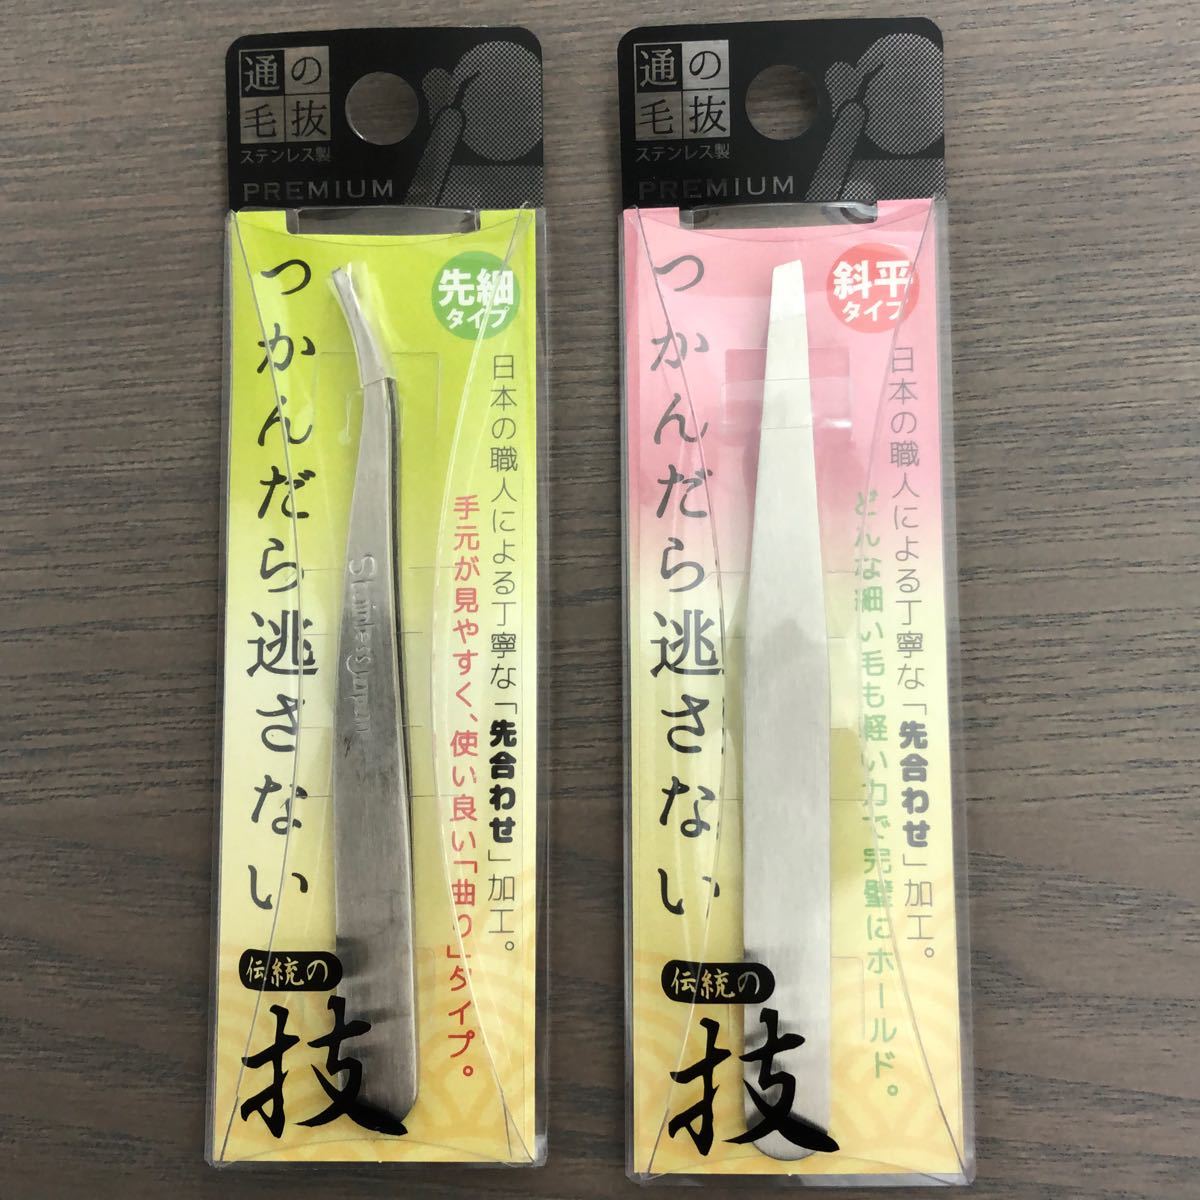 通の
毛抜
ステンレス製
PREMIUM
先細
タイプ
つかんだら逃さない
日本の職人による丁寧な「先合わせ」加工。
手元が見やすく、使い良い「曲り」タイプ。
Stainless Japan
伝統の
技
通の
毛抜
ステンレス製
PREMIUM
斜平
タイプ
つかんだら逃さない
日本の職人による丁寧な「先合わせ」加工。
どんな細い毛も軽い力で完璧にホールド。
伝統の
技